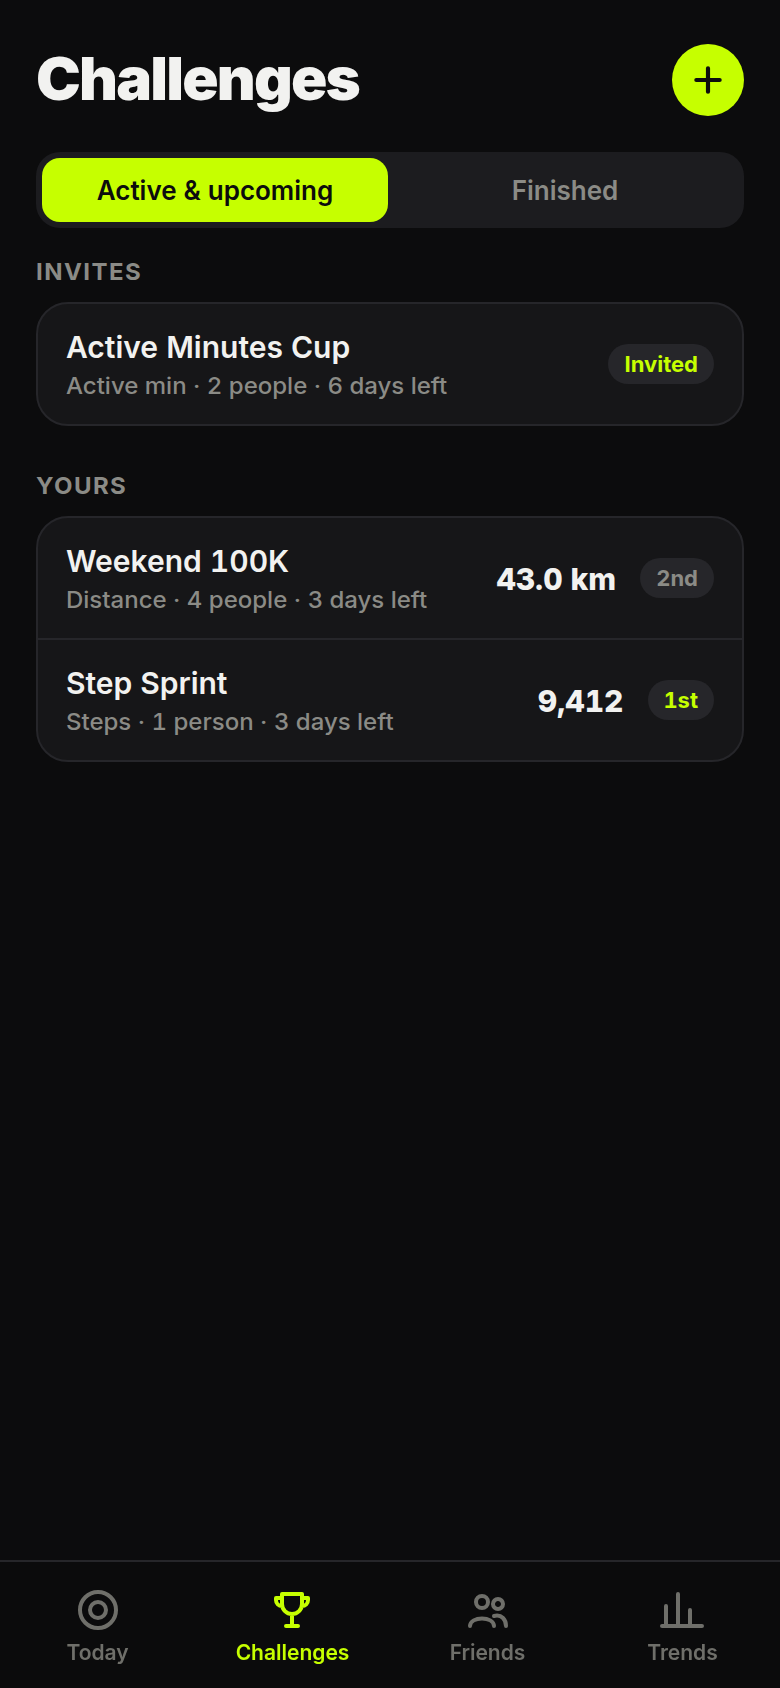 Challenges
Active & upcoming
Finished
INVITES
Active Minutes Cup
Active min · 2 people · 6 days left
Invited
YOURS
Weekend 100K
Distance · 4 people · 3 days left
43.0 km
2nd
Step Sprint
Steps · 1 person · 3 days left
9,412
1st
Today
Challenges
Friends
Trends